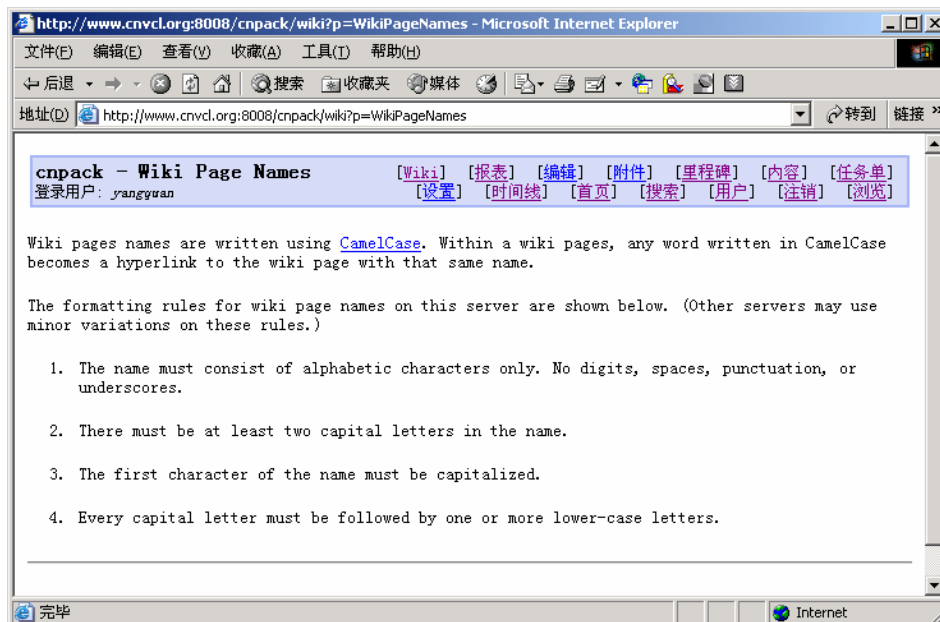 http://www.cnvcl.org:8008/cnpack/wiki?p=WikiPageNames - Microsoft Internet Explorer
文件(F) 编辑(E) 查看(V) 收藏(A) 工具(T) 帮助(H)
后退 搜索 收藏夹 媒体
地址(D) http://www.cnvcl.org:8008/cnpack/wiki?p=WikiPageNames 转到 链接 »
cnpack - Wiki Page Names [Wiki] [报表] [编辑] [附件] [里程碑] [内容] [任务单]
登录用户: yangyuan [设置] [时间线] [首页] [搜索] [用户] [注销] [浏览]
Wiki pages names are written using CamelCase. Within a wiki pages, any word written in CamelCase
becomes a hyperlink to the wiki page with that same name.
The formatting rules for wiki page names on this server are shown below. (Other servers may use
minor variations on these rules.)
1. The name must consist of alphabetic characters only. No digits, spaces, punctuation, or
underscores.
2. There must be at least two capital letters in the name.
3. The first character of the name must be capitalized.
4. Every capital letter must be followed by one or more lower-case letters.
完毕 Internet